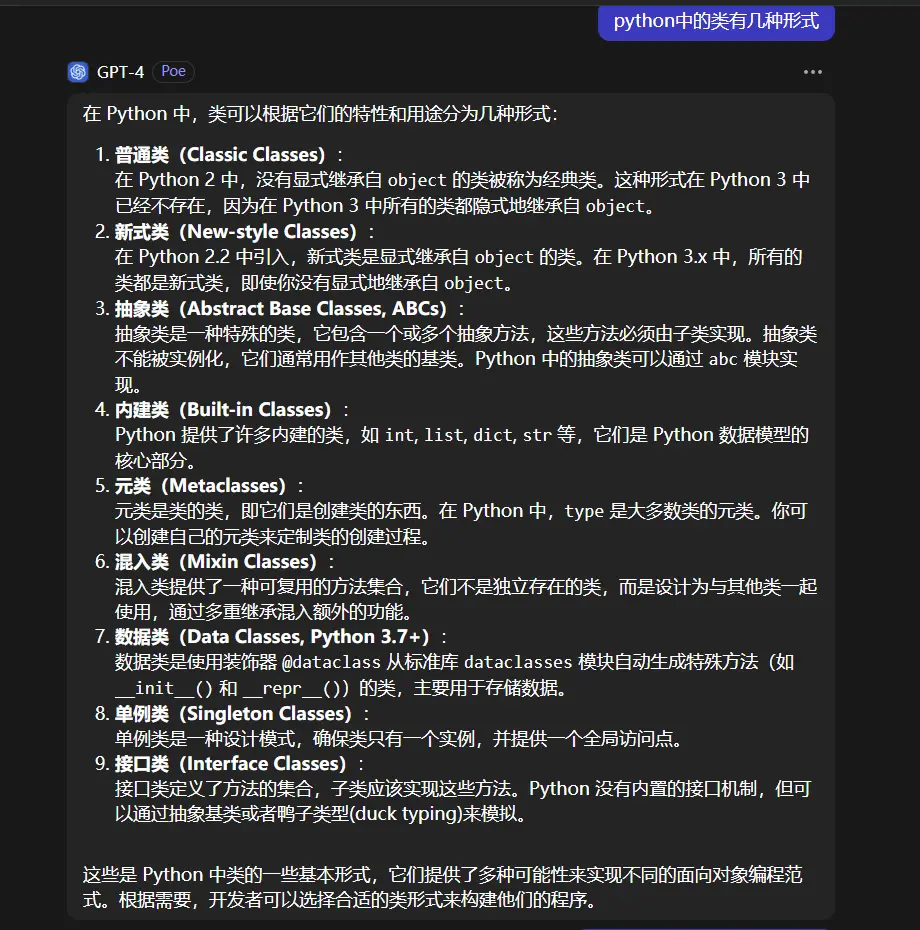 python中的类有几种形式
GPT-4 Poe
在 Python 中，类可以根据它们的特性和用途分为几种形式：
1. 普通类（Classic Classes）：
在 Python 2 中，没有显式继承自 object 的类被称为经典类。这种形式在 Python 3 中
已经不存在，因为在 Python 3 中所有的类都隐式地继承自 object。
2. 新式类（New-style Classes）：
在 Python 2.2 中引入，新式类是显式继承自 object 的类。在 Python 3.x 中，所有的
类都是新式类，即使你没有显式地继承自 object。
3. 抽象类（Abstract Base Classes, ABCs）：
抽象类是一种特殊的类，它包含一个或多个抽象方法，这些方法必须由子类实现。抽象类
不能被实例化，它们通常用作其他类的基类。Python 中的抽象类可以通过 abc 模块实
现。
4. 内建类（Built-in Classes）：
Python 提供了许多内建的类，如 int, list, dict, str 等，它们是 Python 数据模型的
核心部分。
5. 元类（Metaclasses）：
元类是类的类，即它们是创建类的东西。在 Python 中，type 是大多数类的元类。你可
以创建自己的元类来定制类的创建过程。
6. 混入类（Mixin Classes）：
混入类提供了一种可复用的方法集合，它们不是独立存在的类，而是设计为与其他类一起
使用，通过多重继承混入额外的功能。
7. 数据类（Data Classes, Python 3.7+）：
数据类是使用装饰器 @dataclass 从标准库 dataclasses 模块自动生成特殊方法（如
__init__() 和 __repr__()）的类，主要用于存储数据。
8. 单例类（Singleton Classes）：
单例类是一种设计模式，确保类只有一个实例，并提供一个全局访问点。
9. 接口类（Interface Classes）：
接口类定义了方法的集合，子类应该实现这些方法。Python 没有内置的接口机制，但可
以通过抽象基类或者鸭子类型(duck typing)来模拟。
这些是 Python 中类的一些基本形式，它们提供了多种可能性来实现不同的面向对象编程范
式。根据需要，开发者可以选择合适的类形式来构建他们的程序。